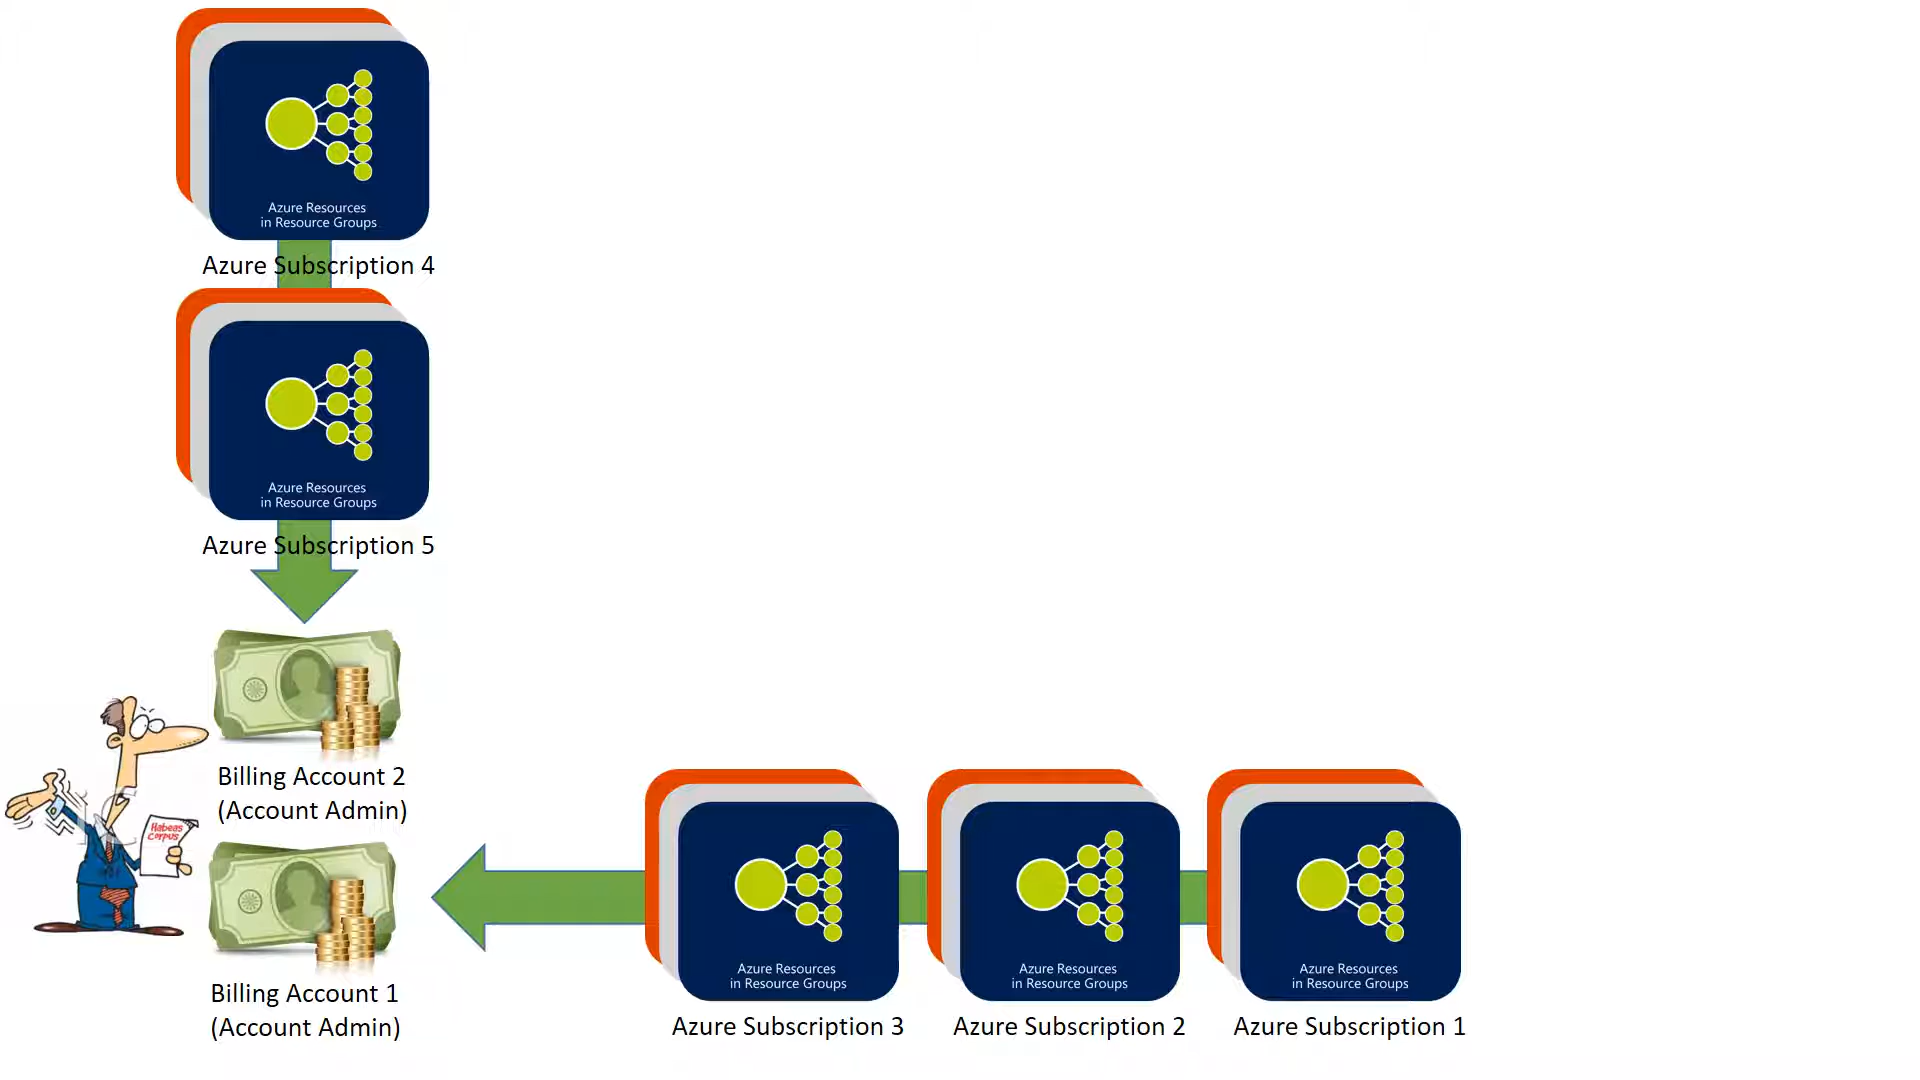 Azure Resources
in Resource Groups
Azure Subscription 4
Azure Resources
in Resource Groups
Azure Subscription 5
Billing Account 2
(Account Admin)
Habeas
Corpus
Billing Account 1
(Account Admin)
Azure Resources
in Resource Groups
Azure Subscription 3
Azure Resources
in Resource Groups
Azure Subscription 2
Azure Resources
in Resource Groups
Azure Subscription 1